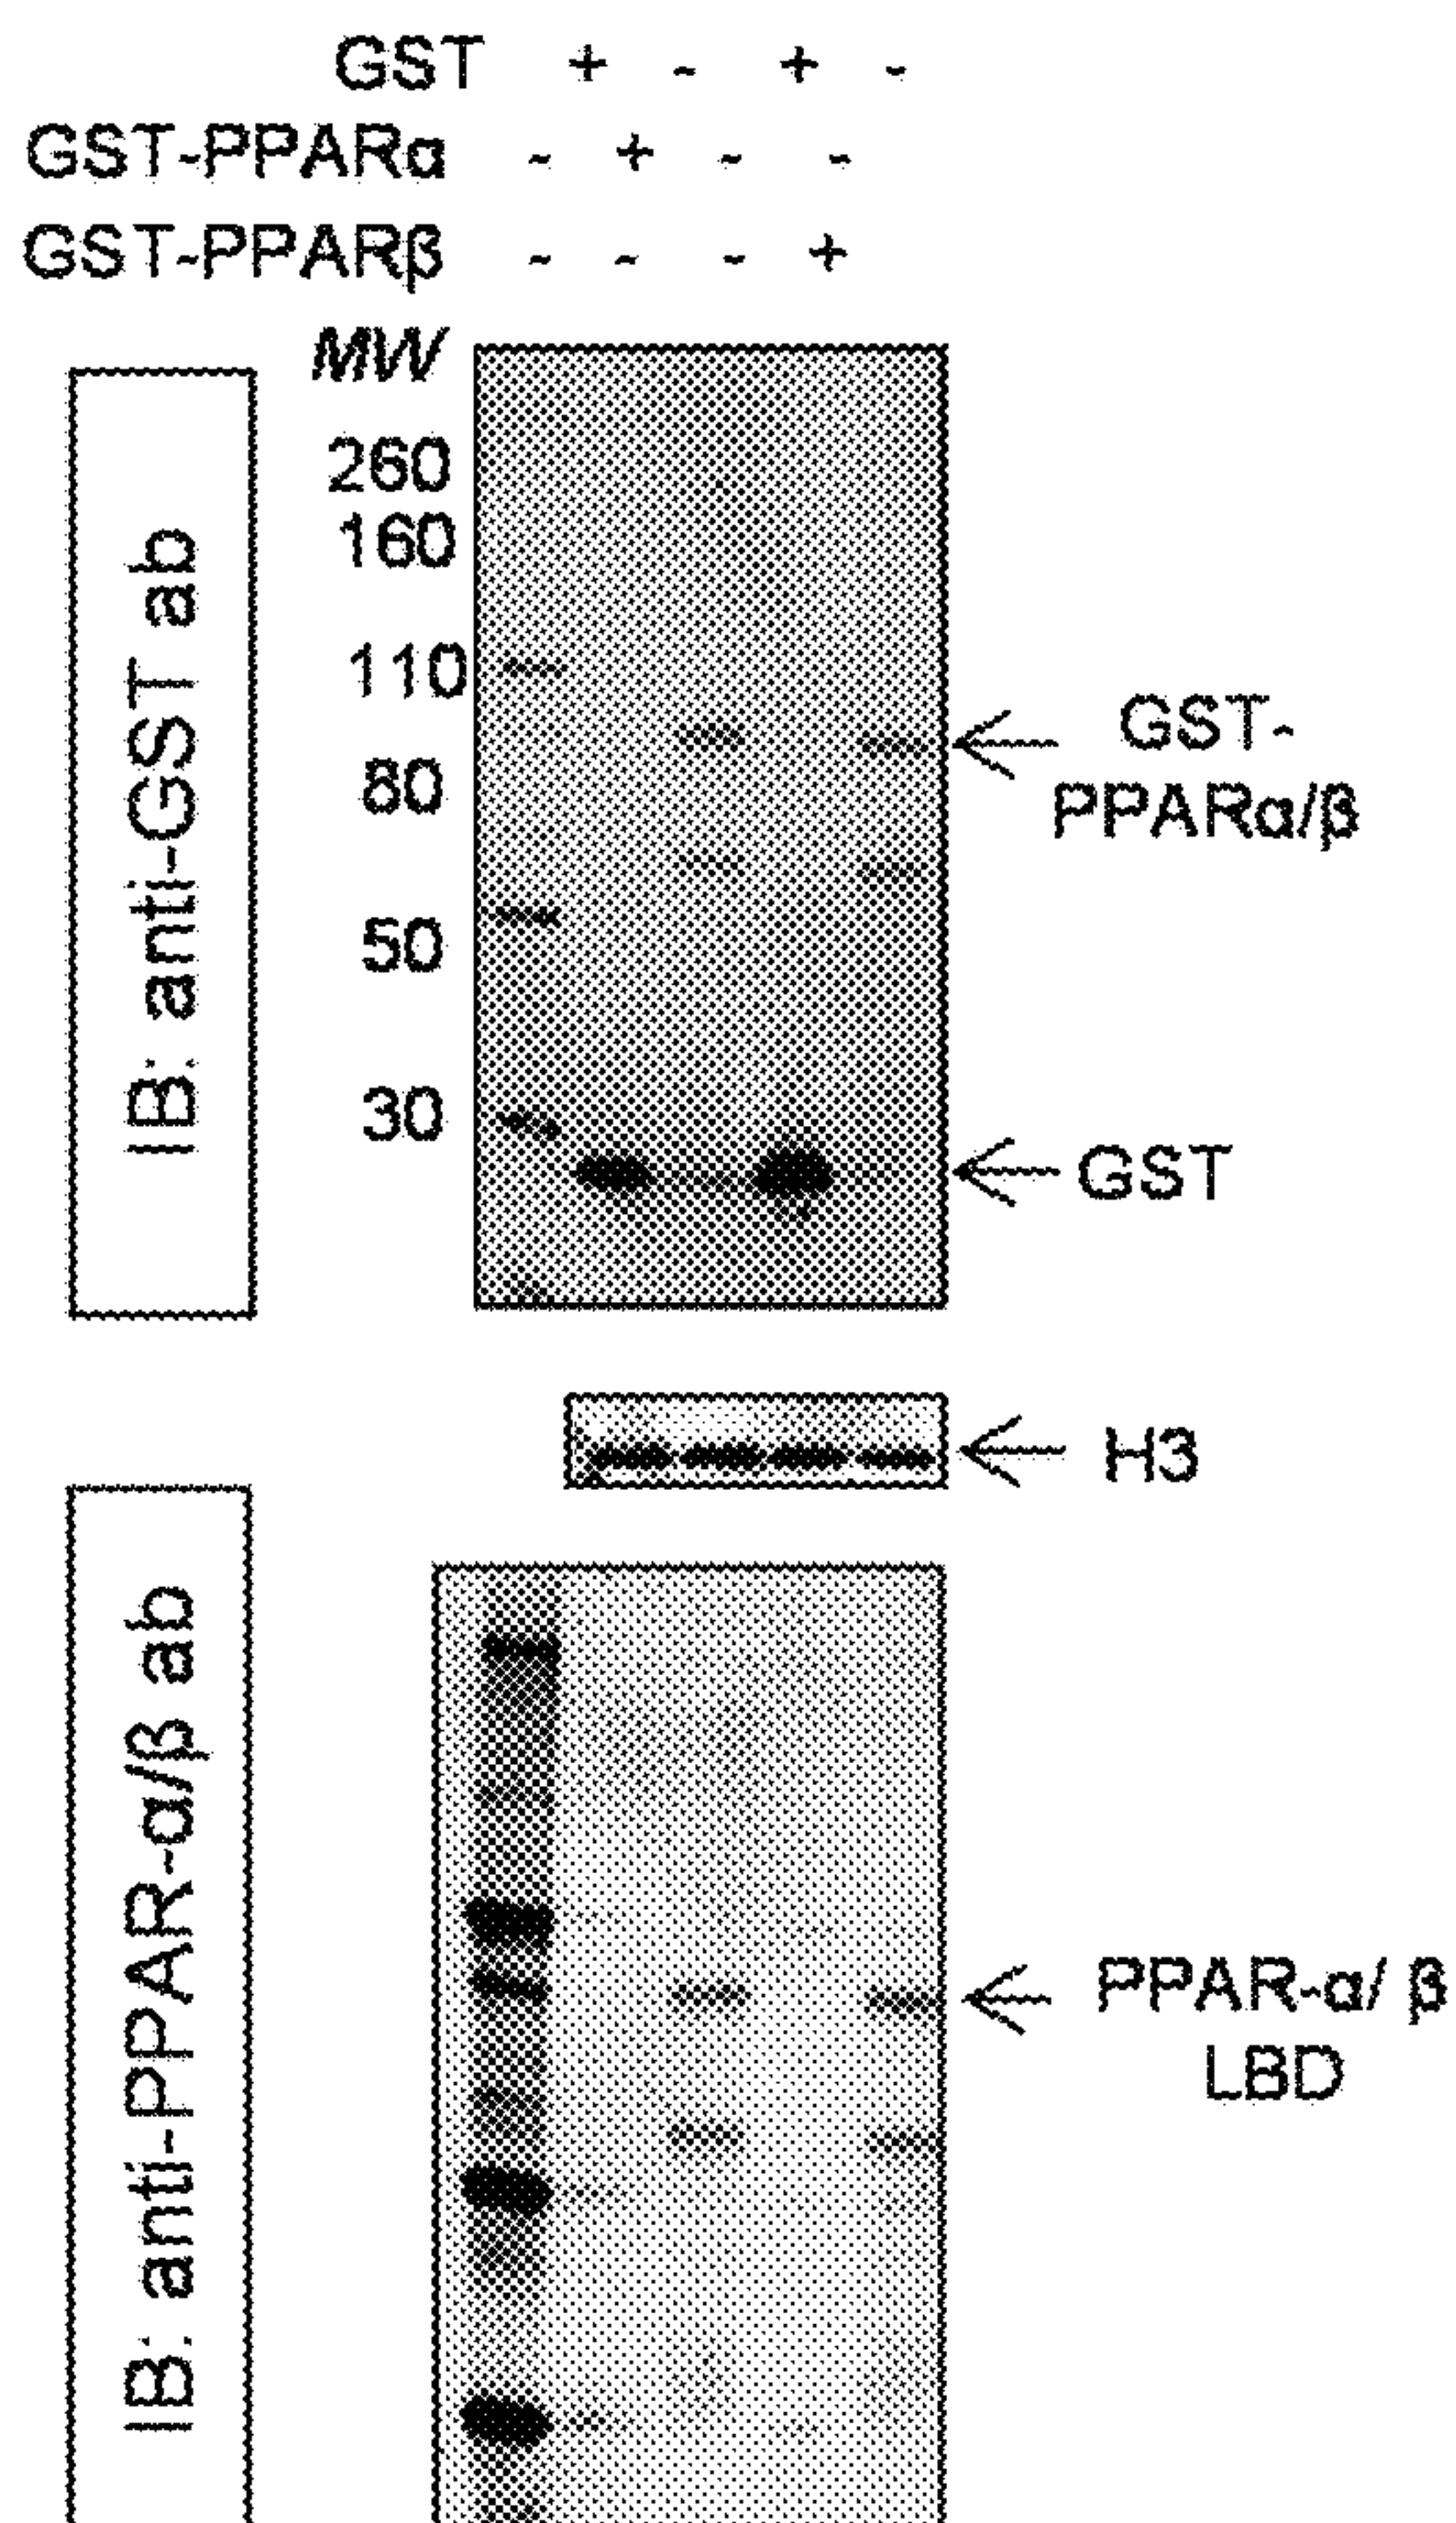 GST + - + -
GST-PPARα - + - -
GST-PPARβ - - - +
MW
260
160
110
80
50
30
IB: anti-GST ab
GST-
PPARα/β
GST
H3
IB: anti-PPAR-α/β ab
PPAR-α/ β
LBD